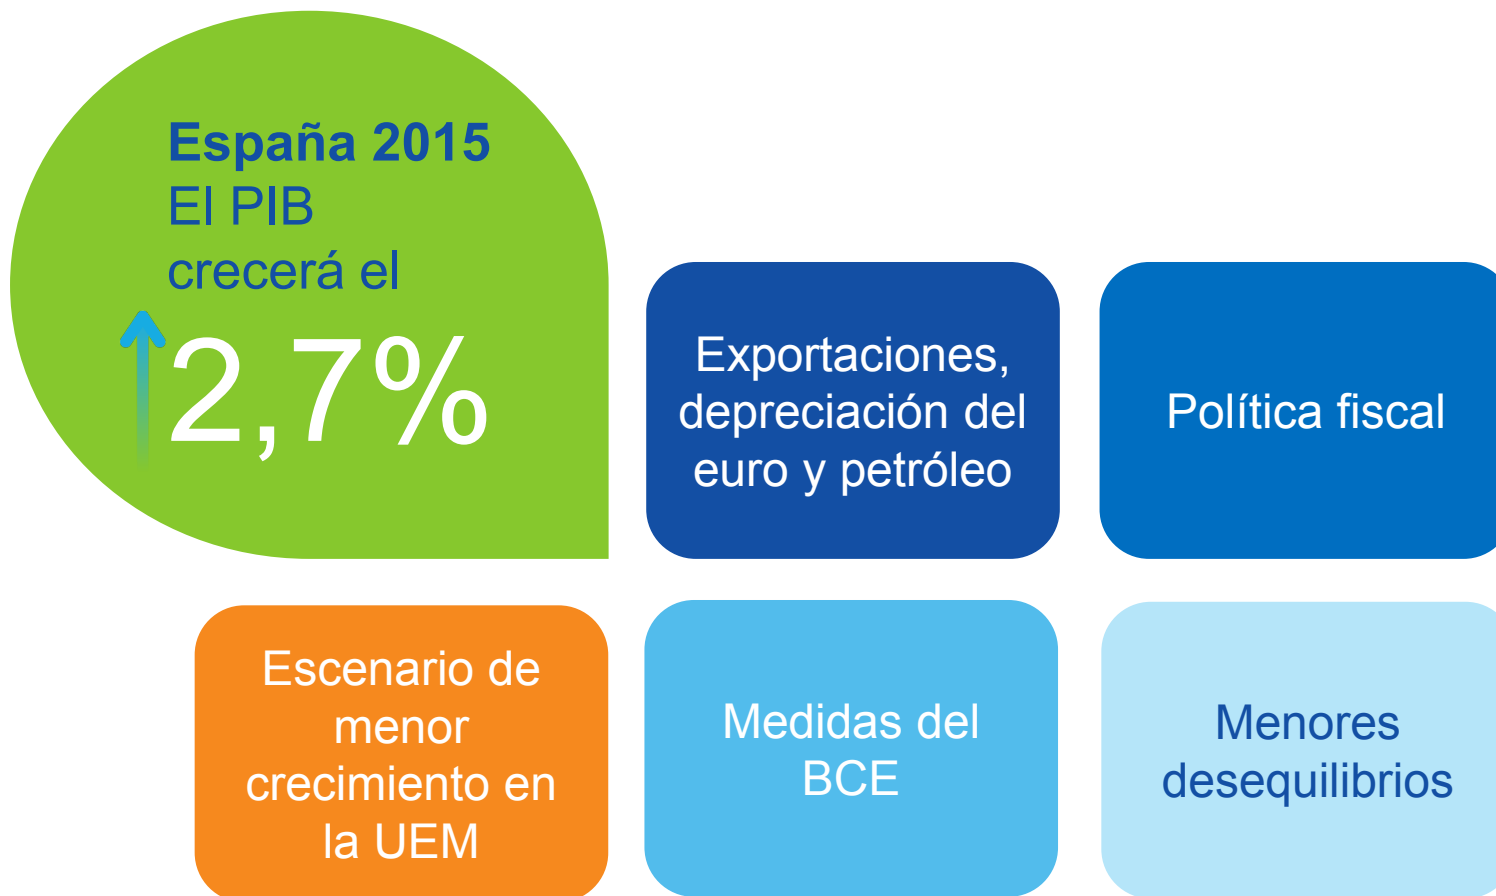 España 2015
El PIB
crecerá el
2,7%
Exportaciones,
depreciación del
euro y petróleo
Política fiscal
Escenario de
menor
crecimiento en
la UEM
Medidas del
BCE
Menores
desequilibrios